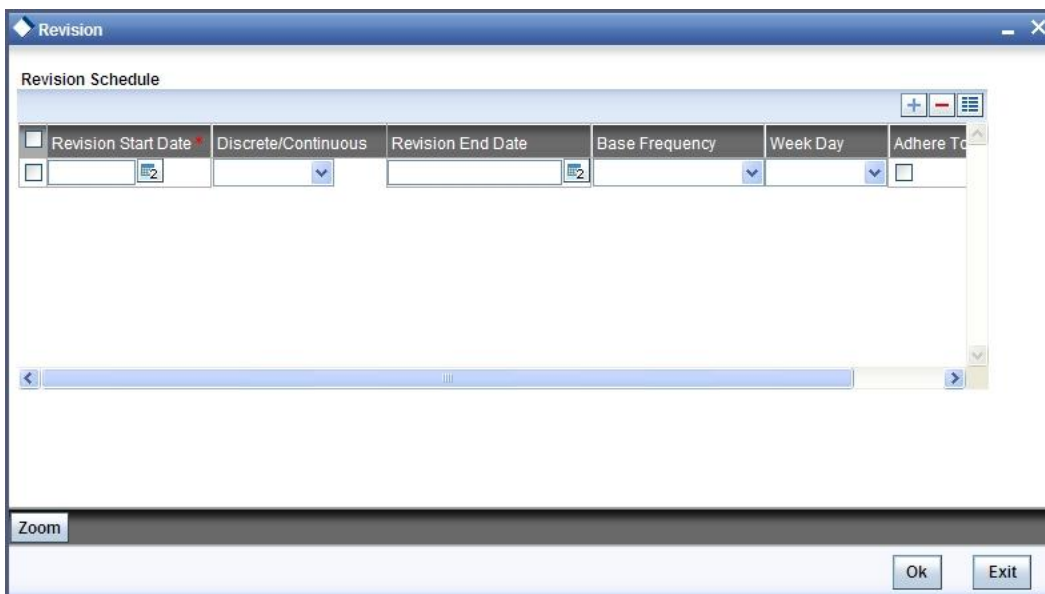 Revision
Revision Schedule
Revision Start Date* Discrete/Continuous Revision End Date Base Frequency Week Day Adhere To
Zoom
Ok Exit